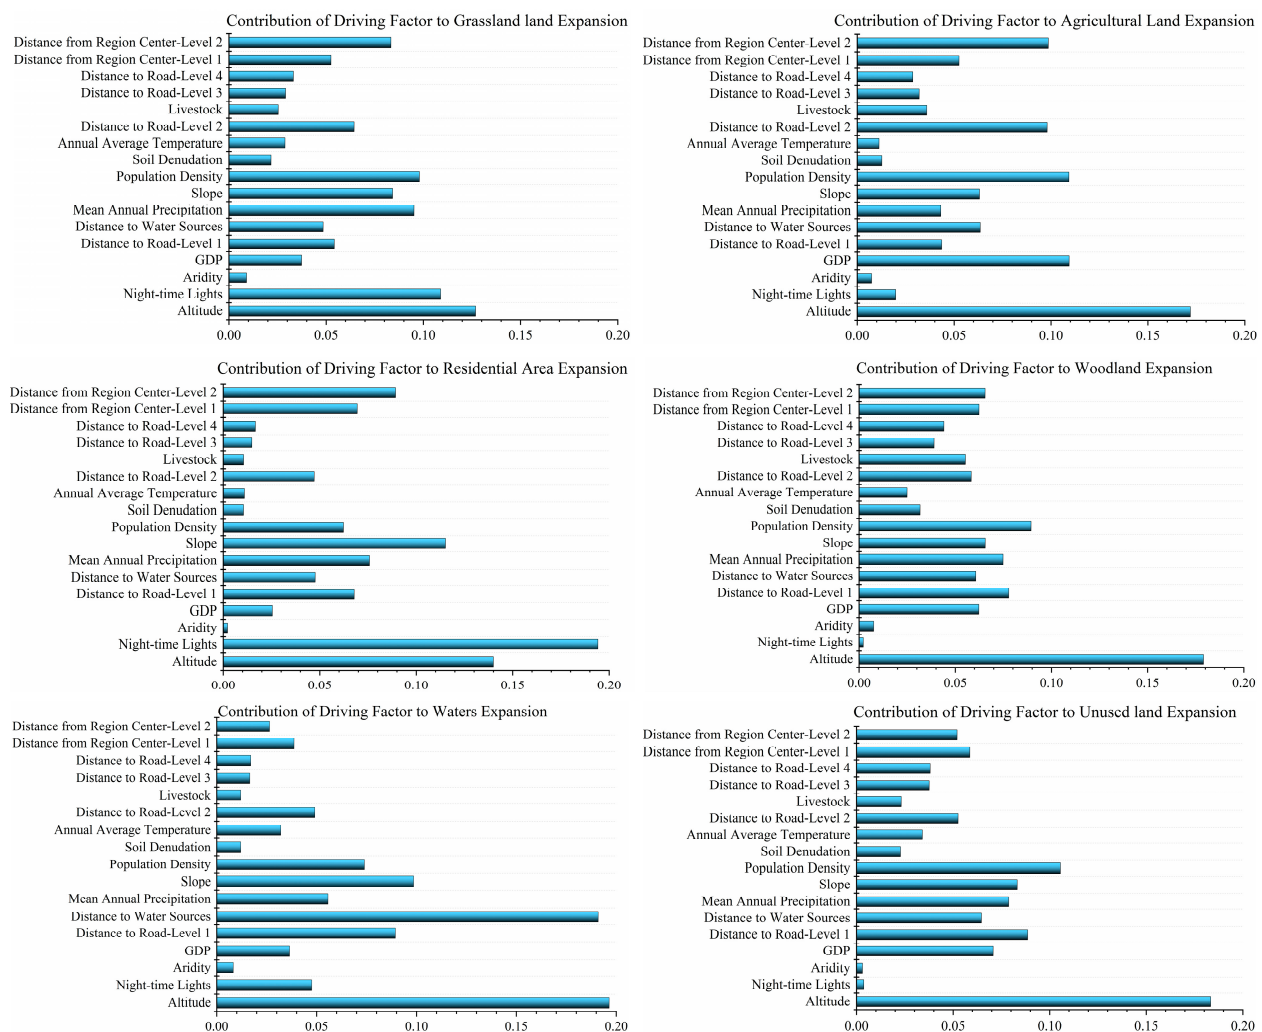 Contribution of Driving Factor to Grassland land Expansion
Distance from Region Center-Level 2
Distance from Region Center-Level 1
Distance to Road-Level 4
Distance to Road-Level 3
Livestock
Distance to Road-Level 2
Annual Average Temperature
Soil Denudation
Population Density
Slope
Mean Annual Precipitation
Distance to Water Sources
Distance to Road-Level 1
GDP
Aridity
Night-time Lights
Altitude
0.00 0.05 0.10 0.15 0.20
Contribution of Driving Factor to Agricultural Land Expansion
Distance from Region Center-Level 2
Distance from Region Center-Level 1
Distance to Road-Level 4
Distance to Road-Level 3
Livestock
Distance to Road-Level 2
Annual Average Temperature
Soil Denudation
Population Density
Slope
Mean Annual Precipitation
Distance to Water Sources
Distance to Road-Level 1
GDP
Aridity
Night-time Lights
Altitude
0.00 0.05 0.10 0.15 0.20
Contribution of Driving Factor to Residential Area Expansion
Distance from Region Center-Level 2
Distance from Region Center-Level 1
Distance to Road-Level 4
Distance to Road-Level 3
Livestock
Distance to Road-Level 2
Annual Average Temperature
Soil Denudation
Population Density
Slope
Mean Annual Precipitation
Distance to Water Sources
Distance to Road-Level 1
GDP
Aridity
Night-time Lights
Altitude
0.00 0.05 0.10 0.15 0.20
Contribution of Driving Factor to Woodland Expansion
Distance from Region Center-Level 2
Distance from Region Center-Level 1
Distance to Road-Level 4
Distance to Road-Level 3
Livestock
Distance to Road-Level 2
Annual Average Temperature
Soil Denudation
Population Density
Slope
Mean Annual Precipitation
Distance to Water Sources
Distance to Road-Level 1
GDP
Aridity
Night-time Lights
Altitude
0.00 0.05 0.10 0.15 0.20
Contribution of Driving Factor to Waters Expansion
Distance from Region Center-Level 2
Distance from Region Center-Level 1
Distance to Road-Level 4
Distance to Road-Level 3
Livestock
Distance to Road-Level 2
Annual Average Temperature
Soil Denudation
Population Density
Slope
Mean Annual Precipitation
Distance to Water Sources
Distance to Road-Level 1
GDP
Aridity
Night-time Lights
Altitude
0.00 0.05 0.10 0.15 0.20
Contribution of Driving Factor to Unused land Expansion
Distance from Region Center-Level 2
Distance from Region Center-Level 1
Distance to Road-Level 4
Distance to Road-Level 3
Livestock
Distance to Road-Level 2
Annual Average Temperature
Soil Denudation
Population Density
Slope
Mean Annual Precipitation
Distance to Water Sources
Distance to Road-Level 1
GDP
Aridity
Night-time Lights
Altitude
0.00 0.05 0.10 0.15 0.20